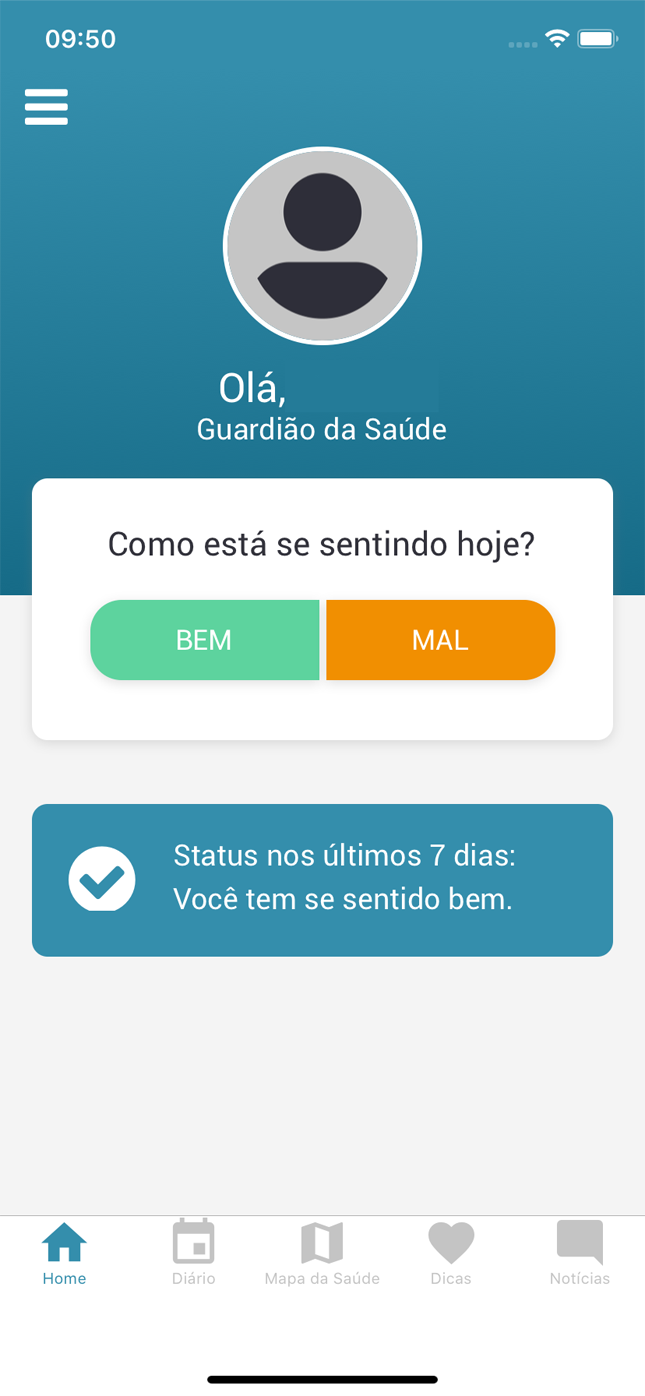 09:50
Olá,
Guardião da Saúde
Como está se sentindo hoje?
BEM
MAL
Status nos últimos 7 dias:
Você tem se sentido bem.
Home
Diário
Mapa da Saúde
Dicas
Notícias